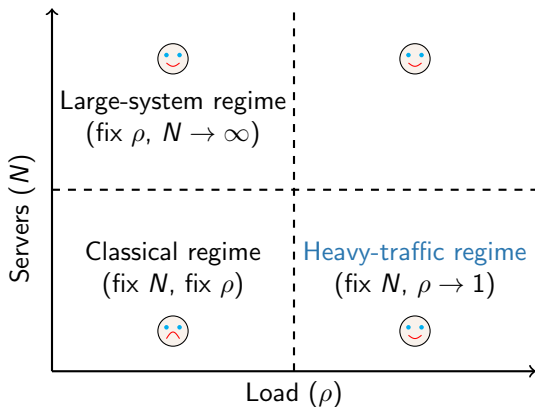 Large-system regime
(fix ρ, N → ∞)
Classical regime
(fix N, fix ρ)
Heavy-traffic regime
(fix N, ρ → 1)
Servers (N)
Load (ρ)